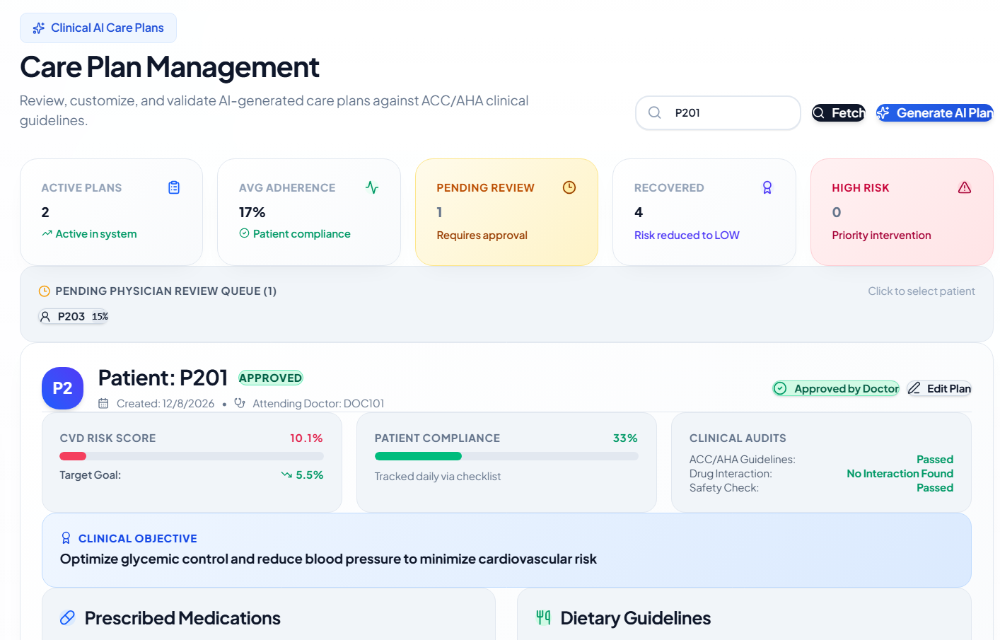 Clinical AI Care Plans
Care Plan Management
Review, customize, and validate AI-generated care plans against ACC/AHA clinical
guidelines.
P201
Fetch
Generate AI Plan
ACTIVE PLANS
2
Active in system
AVG ADHERENCE
17%
Patient compliance
PENDING REVIEW
1
Requires approval
RECOVERED
4
Risk reduced to LOW
HIGH RISK
0
Priority intervention
PENDING PHYSICIAN REVIEW QUEUE (1)
Click to select patient
P203 15%
P2
Patient: P201 APPROVED
Created: 12/8/2026 • Attending Doctor: DOC101
Approved by Doctor
Edit Plan
CVD RISK SCORE 10.1%
Target Goal: 5.5%
PATIENT COMPLIANCE 33%
Tracked daily via checklist
CLINICAL AUDITS
ACC/AHA Guidelines: Passed
Drug Interaction: No Interaction Found
Safety Check: Passed
CLINICAL OBJECTIVE
Optimize glycemic control and reduce blood pressure to minimize cardiovascular risk
Prescribed Medications
Dietary Guidelines